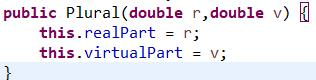 public Plural(double r,double v) {
this.realPart = r;
this.virtualPart = v;
}